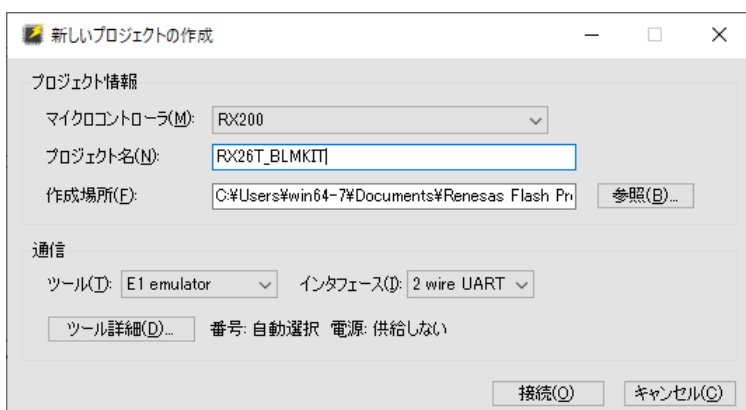 新しいプロジェクトの作成
プロジェクト情報
マイクロコントローラ(M): RX200
プロジェクト名(N): RX26T_BLMKIT
作成場所(F): C:¥Users¥win64-7¥Documents¥Renesas Flash Pr 参照(B)...
通信
ツール(T): E1 emulator インタフェース(I): 2 wire UART
ツール詳細(D)... 番号: 自動選択 電源: 供給しない
接続(O) キャンセル(C)